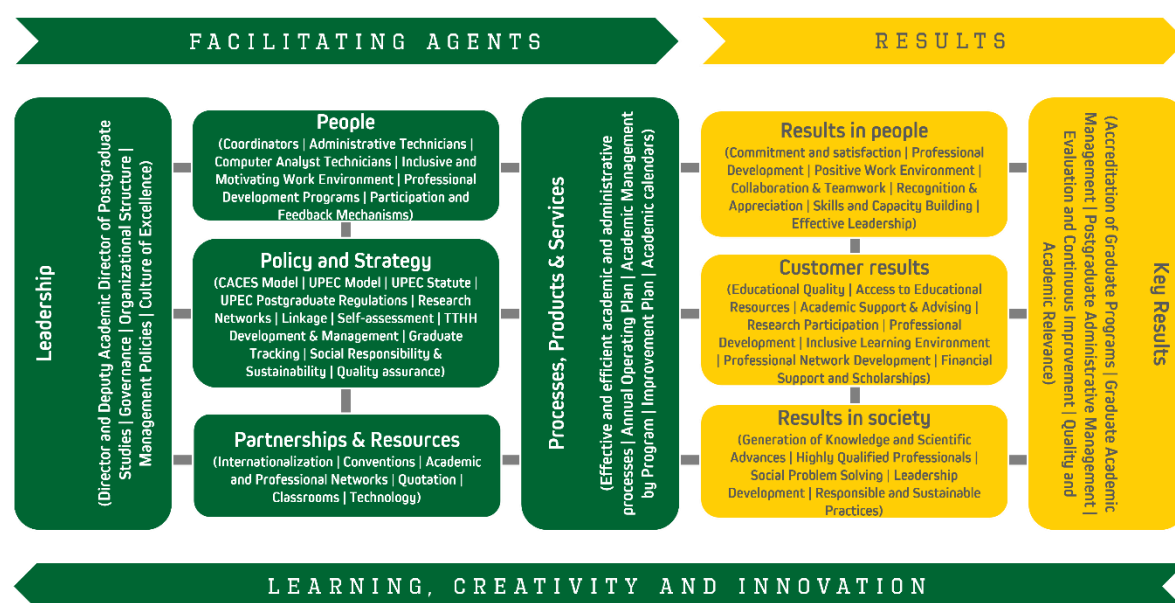 FACILITATING AGENTS
RESULTS
Leadership
(Director and Deputy Academic Director of Postgraduate
Studies | Governance | Organizational Structure |
Management Policies | Culture of Excellence)
People
(Coordinators | Administrative Technicians |
Computer Analyst Technicians | Inclusive and
Motivating Work Environment | Professional
Development Programs | Participation and
Feedback Mechanisms)
Policy and Strategy
(CACES Model | UPEC Model | UPEC Statute |
UPEC Postgraduate Regulations | Research
Networks | Linkage | Self-assessment | TTHH
Development & Management | Graduate
Tracking | Social Responsibility &
Sustainability | Quality assurance)
Partnerships & Resources
(Internationalization | Conventions | Academic
and Professional Networks | Quotation |
Classrooms | Technology)
Processes, Products & Services
(Effective and efficient academic and administrative
processes | Annual Operating Plan | Academic Management
by Program | Improvement Plan | Academic calendars)
Results in people
(Commitment and satisfaction | Professional
Development | Positive Work Environment |
Collaboration & Teamwork | Recognition &
Appreciation | Skills and Capacity Building |
Effective Leadership)
Customer results
(Educational Quality | Access to Educational
Resources | Academic Support & Advising |
Research Participation | Professional
Development | Inclusive Learning Environment
| Professional Network Development | Financial
Support and Scholarships)
Results in society
(Generation of Knowledge and Scientific
Advances | Highly Qualified Professionals |
Social Problem Solving | Leadership
Development | Responsible and Sustainable
Practices)
Key Results
(Accreditation of Graduate Programs | Graduate Academic
Management | Postgraduate Administrative Management |
Evaluation and Continuous Improvement | Quality and
Academic Relevance)
LEARNING, CREATIVITY AND INNOVATION